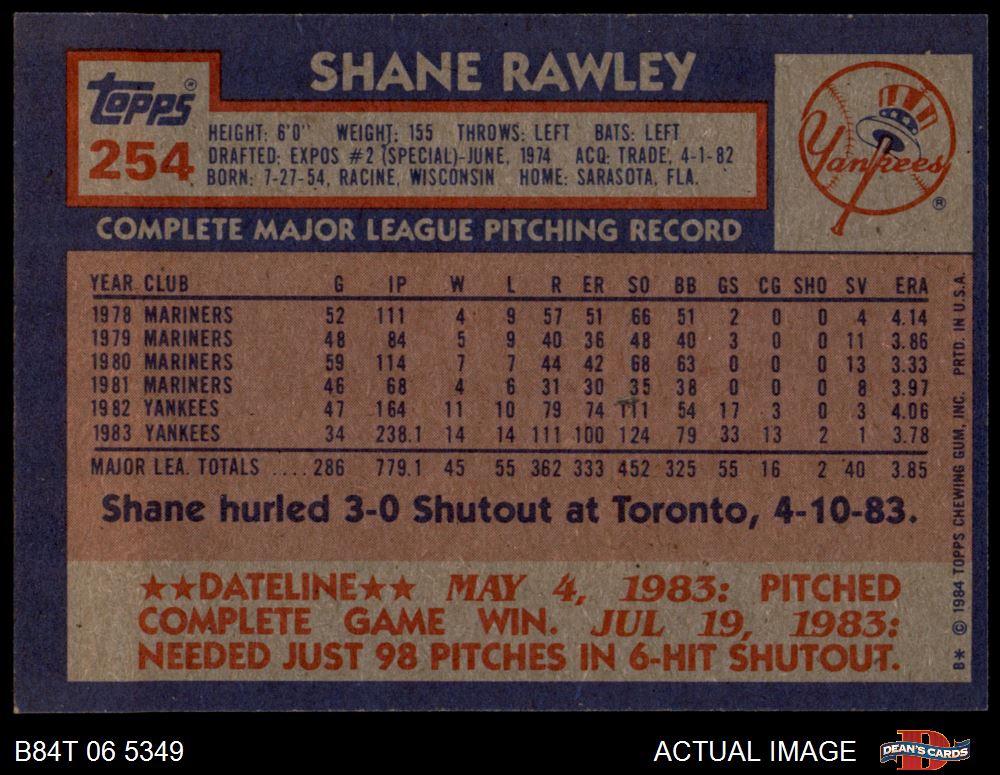 SHANE RAWLEY
Topps®
254
HEIGHT: 6'0" WEIGHT: 155 THROWS: LEFT BATS: LEFT
DRAFTED: EXPOS #2 (SPECIAL)-JUNE, 1974 ACQ: TRADE, 4-1-82
BORN: 7-27-54, RACINE, WISCONSIN HOME: SARASOTA, FLA.
Yankees ®
COMPLETE MAJOR LEAGUE PITCHING RECORD
YEAR CLUB G IP W L R ER SO BB GS CG SHO SV ERA
1978 MARINERS 52 111 4 9 57 51 66 51 2 0 0 4 4.14
1979 MARINERS 48 84 5 9 40 36 48 40 3 0 0 11 3.86
1980 MARINERS 59 114 7 7 44 42 68 63 0 0 0 13 3.33
1981 MARINERS 46 68 4 6 31 30 35 38 0 0 0 8 3.97
1982 YANKEES 47 164 11 10 79 74 111 54 17 3 0 3 4.06
1983 YANKEES 34 238.1 14 14 111 100 124 79 33 13 2 1 3.78
MAJOR LEA. TOTALS ....286 779.1 45 55 362 333 452 325 55 16 2 40 3.85
Shane hurled 3-0 Shutout at Toronto, 4-10-83.
★★DATELINE★★ MAY 4, 1983: PITCHED
COMPLETE GAME WIN. JUL 19, 1983:
NEEDED JUST 98 PITCHES IN 6-HIT SHUTOUT.
B* © 1984 TOPPS CHEWING GUM, INC. PRTD. IN U.S.A.
B84T 06 5349
ACTUAL IMAGE
D
DEAN'S CARDS